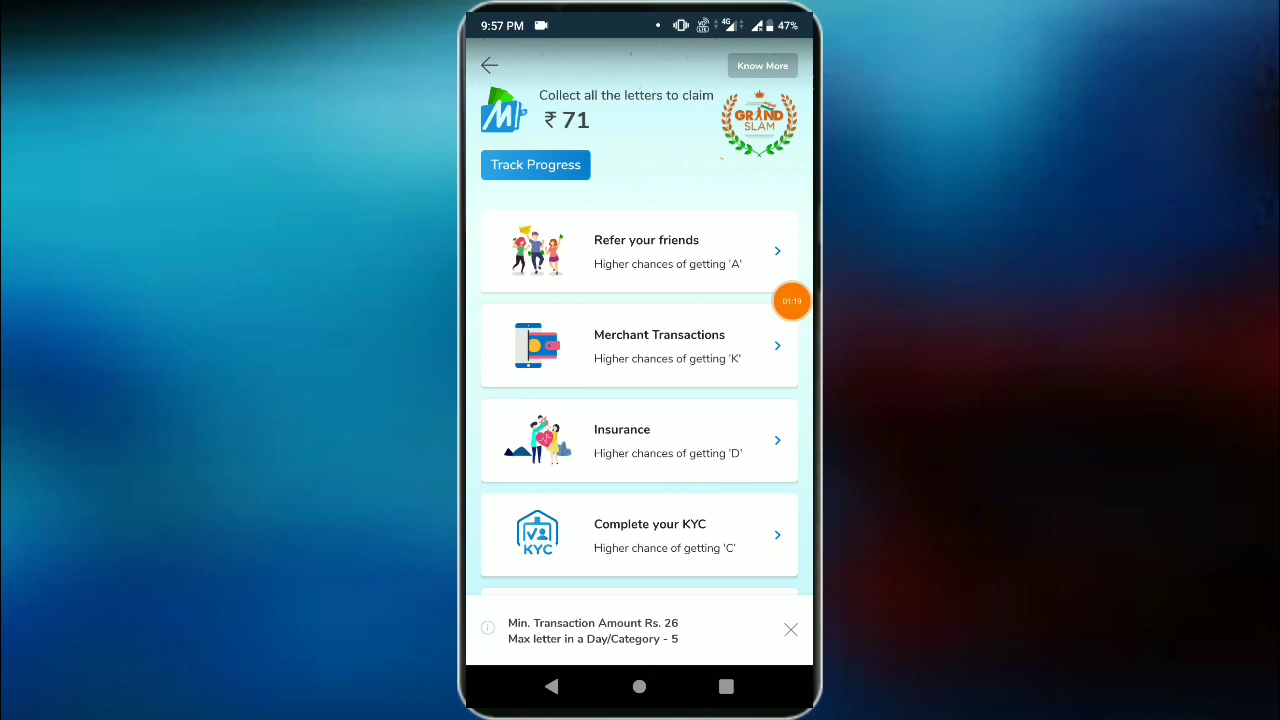 9:57 PM
4G
47%
Know More
Collect all the letters to claim
₹ 71
GRAND
SLAM
Track Progress
Refer your friends
Higher chances of getting 'A'
01:19
Merchant Transactions
Higher chances of getting 'K'
Insurance
Higher chances of getting 'D'
KYC
Complete your KYC
Higher chance of getting 'C'
Min. Transaction Amount Rs. 26
Max letter in a Day/Category - 5